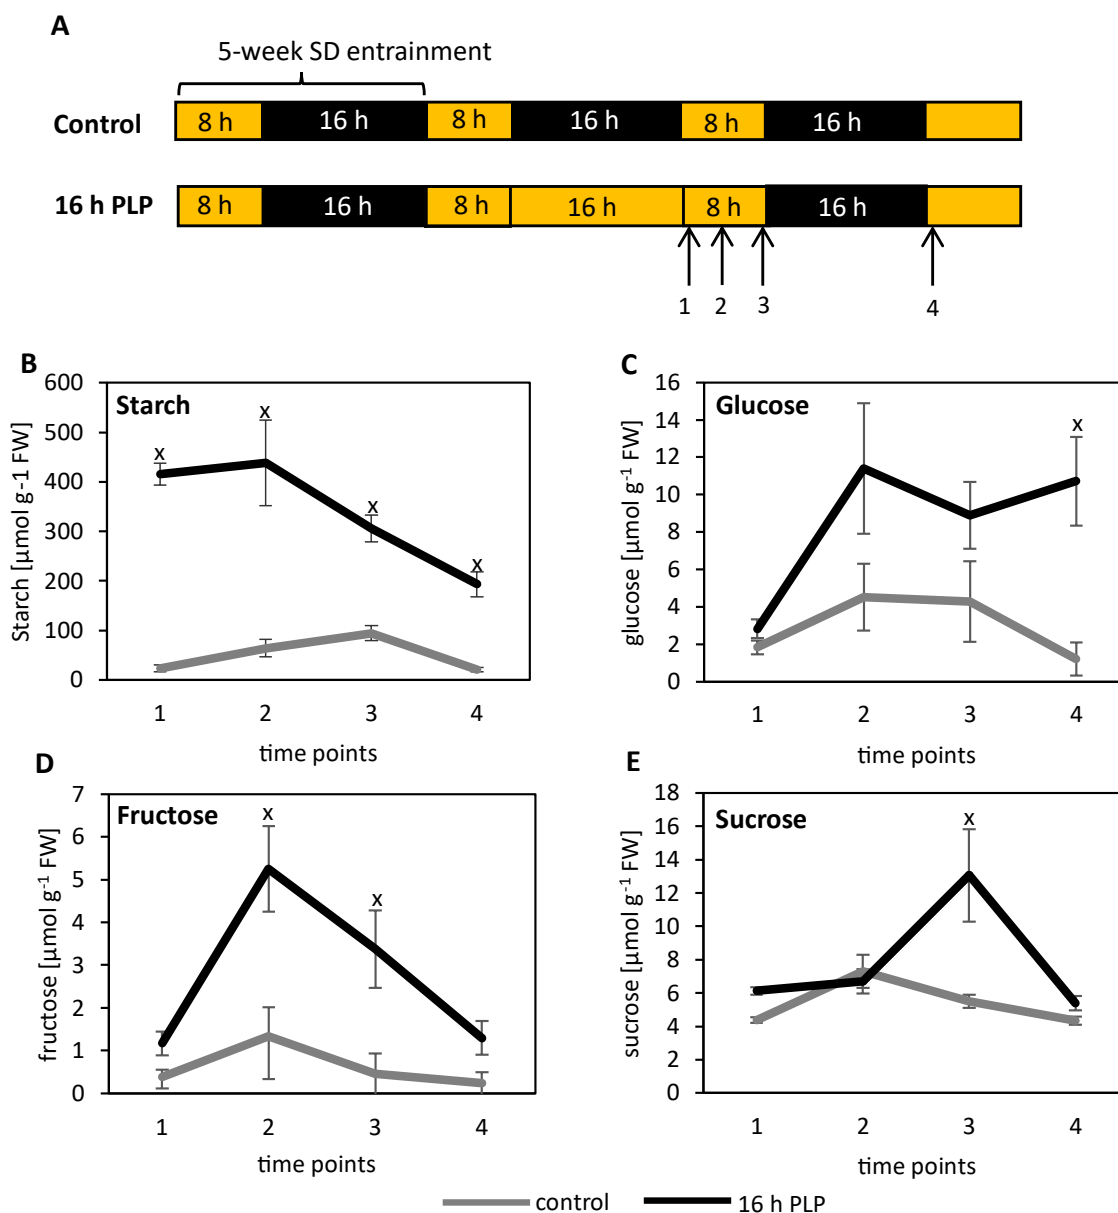 A
5-week SD entrainment
Control
8 h 16 h 8 h 16 h 8 h 16 h
16 h PLP
8 h 16 h 8 h 16 h 8 h 16 h
1 2 3 4
B
Starch
Starch [µmol g-1 FW]
600
500
400
300
200
100
0
x x x x
1 2 3 4
time points
C
Glucose
glucose [µmol g⁻¹ FW]
16
14
12
10
8
6
4
2
0
x
1 2 3 4
time points
D
Fructose
fructose [µmol g⁻¹ FW]
7
6
5
4
3
2
1
0
x x
1 2 3 4
time points
E
Sucrose
sucrose [µmol g⁻¹ FW]
18
16
14
12
10
8
6
4
2
0
x
1 2 3 4
time points
control 16 h PLP